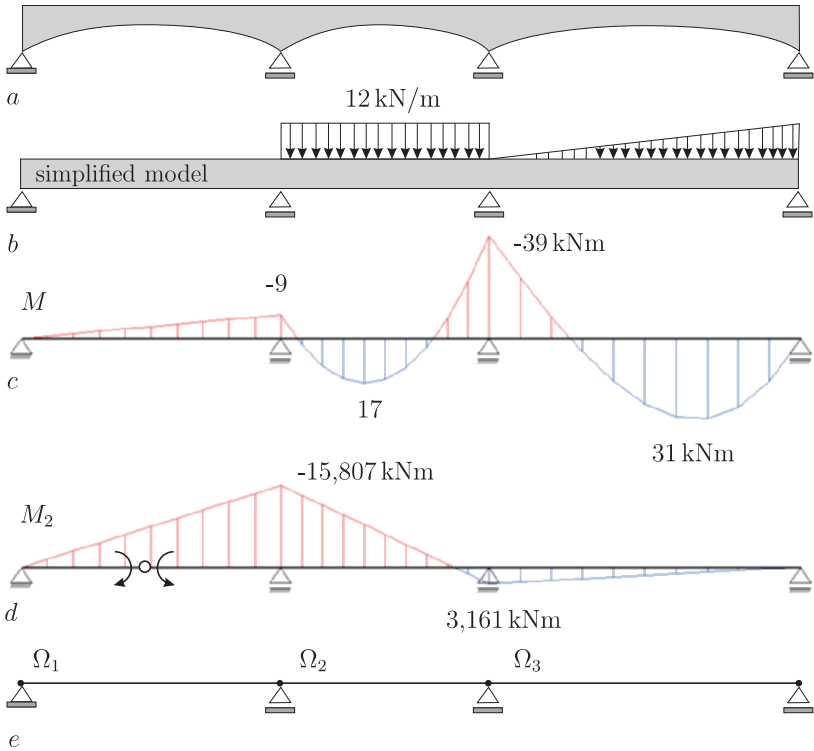 a
12 kN/m
simplified model
b
-39 kNm
-9
M
c
17
31 kNm
-15,807 kNm
M₂
d
3,161 kNm
Ω₁ Ω₂ Ω₃
e